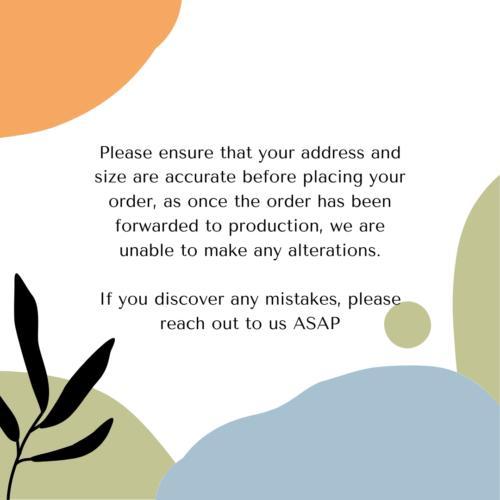 Please ensure that your address and
size are accurate before placing your
order, as once the order has been
forwarded to production, we are
unable to make any alterations.
If you discover any mistakes, please
reach out to us ASAP